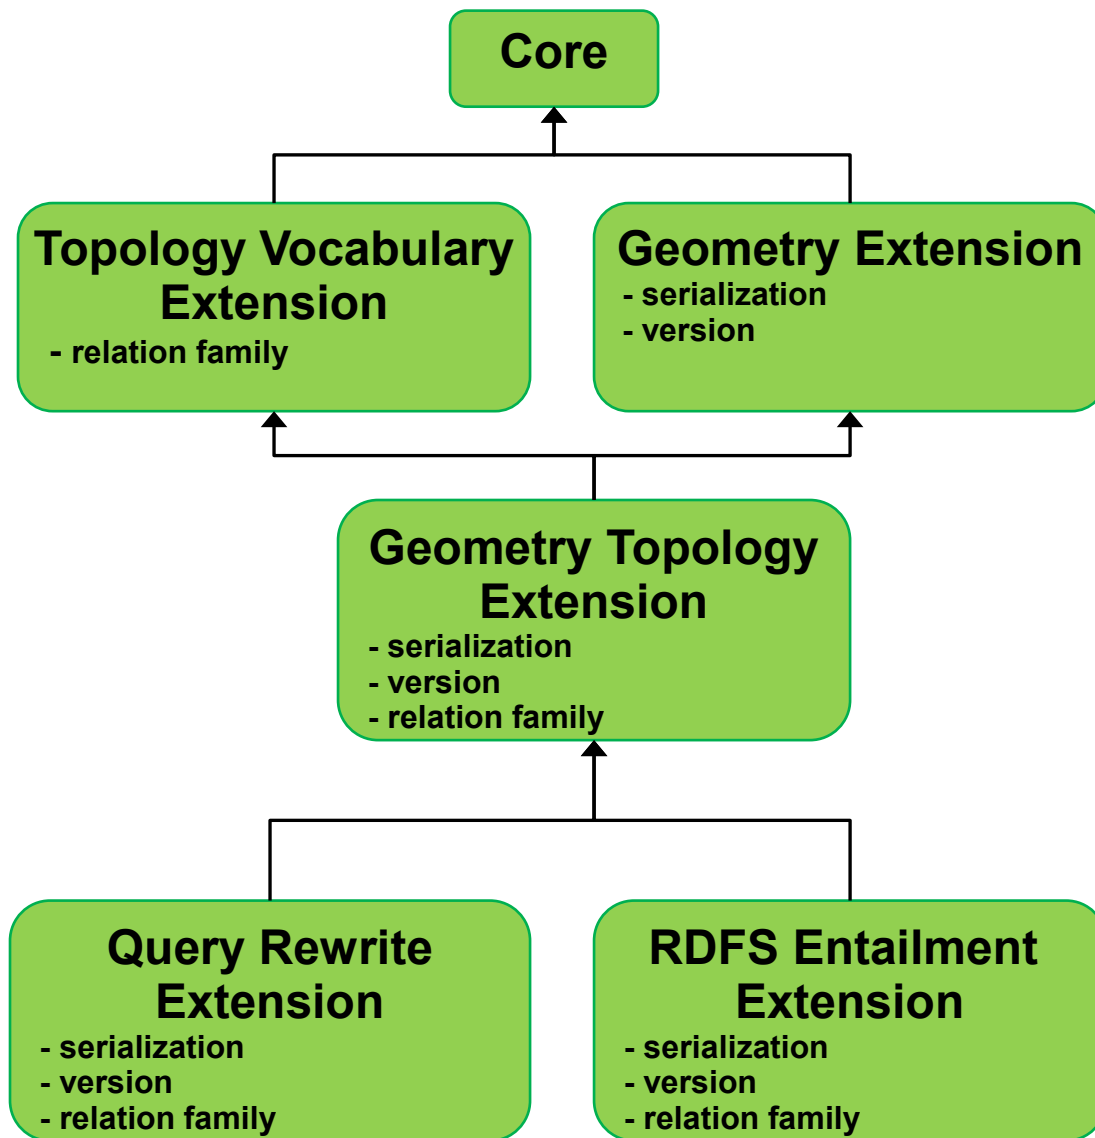 Core
Topology Vocabulary
Extension
- relation family
Geometry Extension
- serialization
- version
Geometry Topology
Extension
- serialization
- version
- relation family
Query Rewrite
Extension
- serialization
- version
- relation family
RDFS Entailment
Extension
- serialization
- version
- relation family